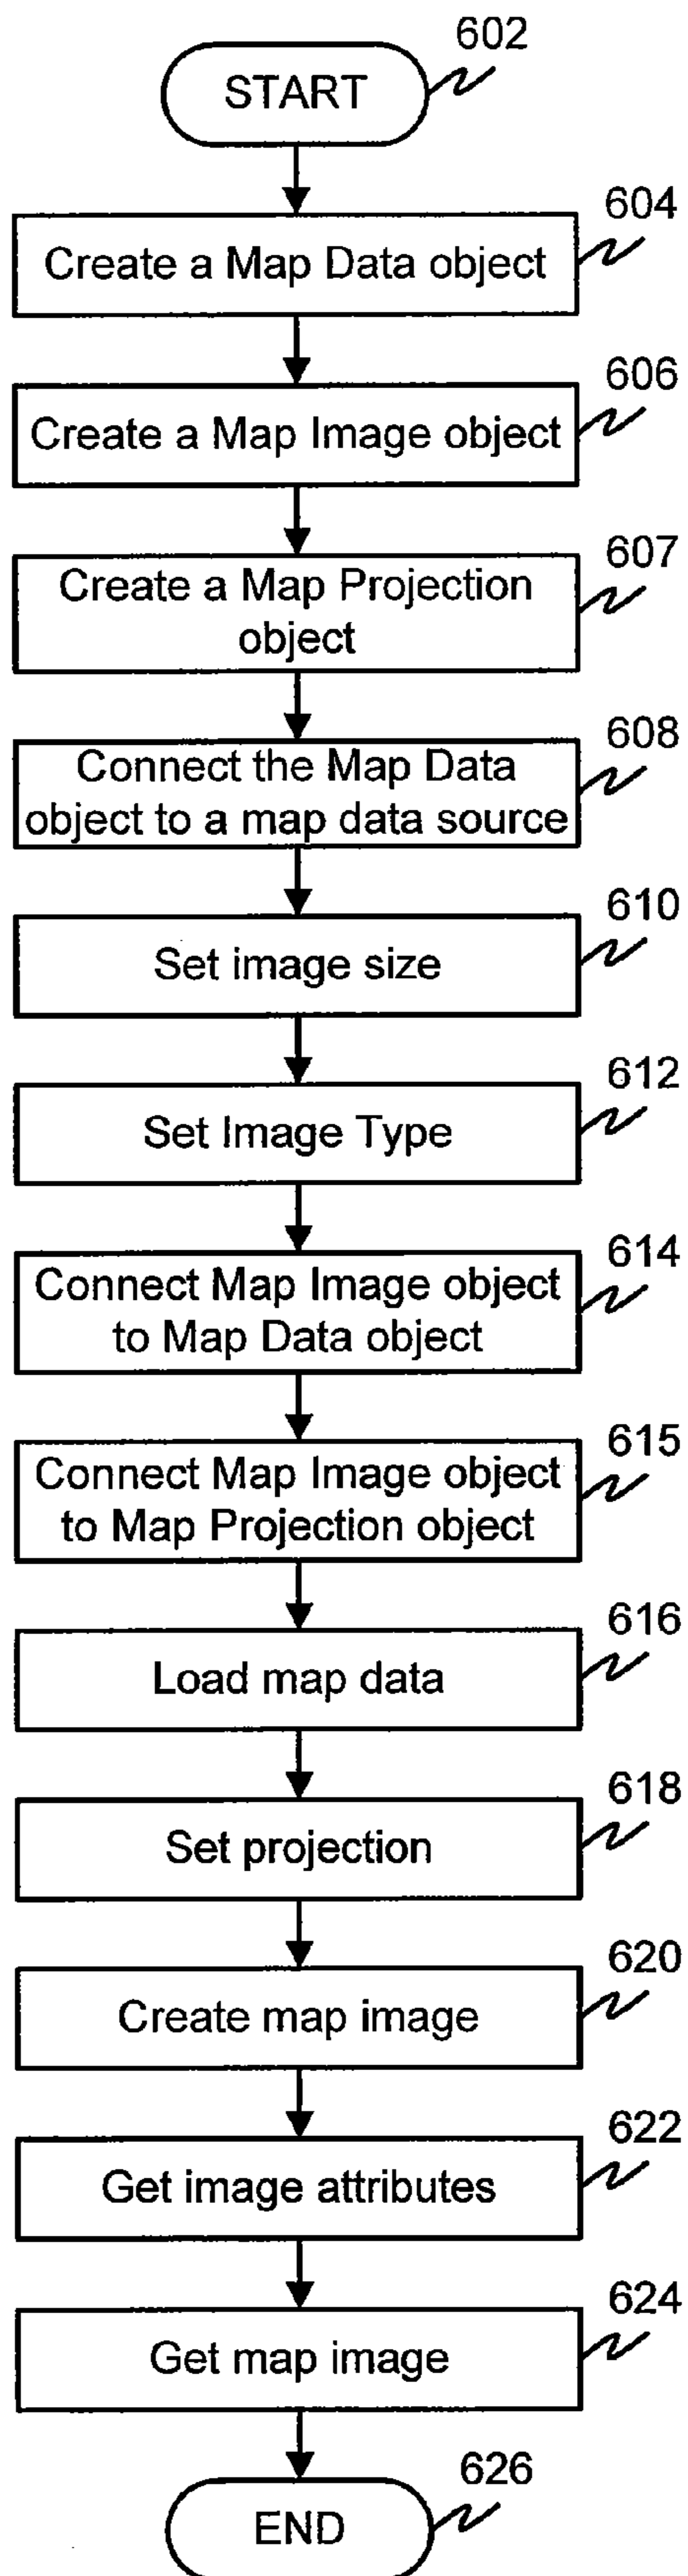 602
START
604
Create a Map Data object
606
Create a Map Image object
607
Create a Map Projection
object
608
Connect the Map Data
object to a map data source
610
Set image size
612
Set Image Type
614
Connect Map Image object
to Map Data object
615
Connect Map Image object
to Map Projection object
616
Load map data
618
Set projection
620
Create map image
622
Get image attributes
624
Get map image
626
END